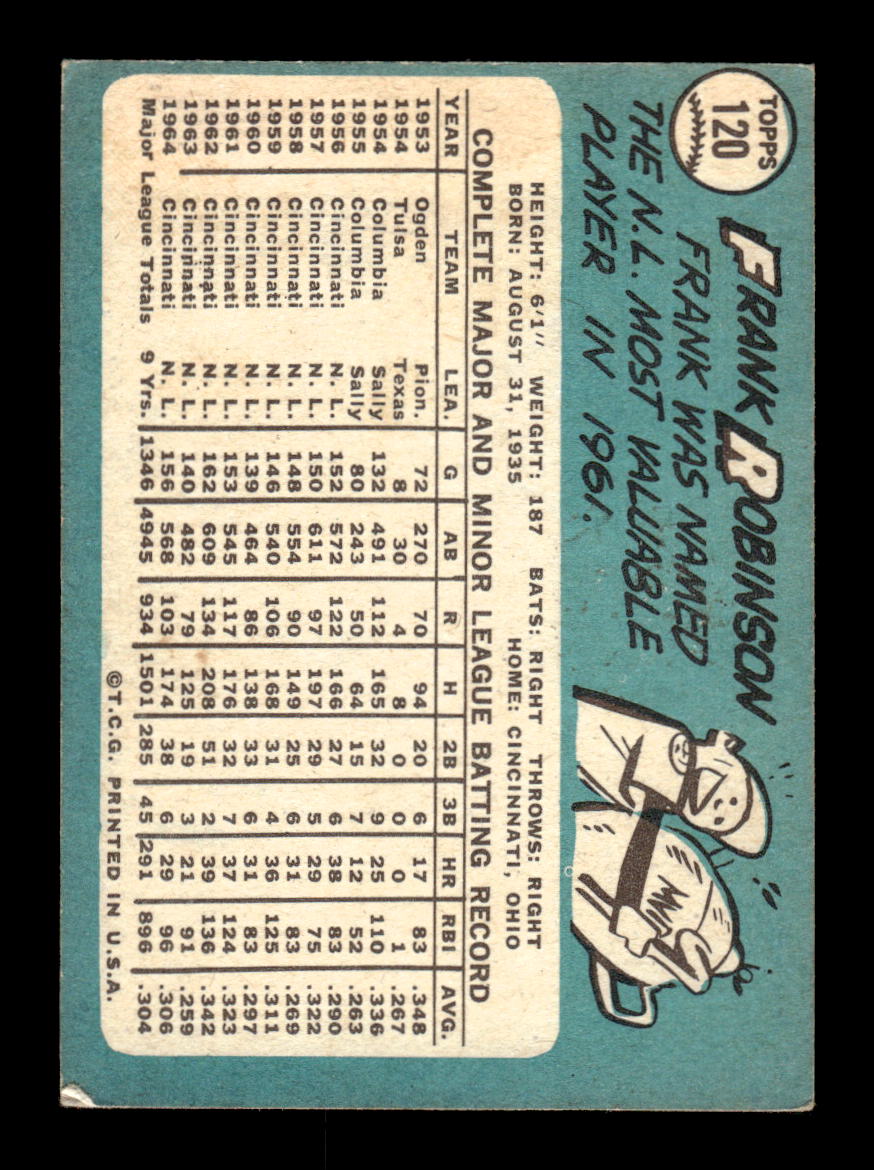 TOPPS
120
FRANK ROBINSON
FRANK WAS NAMED
THE N.L. MOST VALUABLE
PLAYER IN 1961.
MVP
HEIGHT: 6'1" WEIGHT: 187 BATS: RIGHT THROWS: RIGHT
BORN: AUGUST 31, 1935 HOME: CINCINNATI, OHIO
COMPLETE MAJOR AND MINOR LEAGUE BATTING RECORD
YEAR TEAM LEA. G AB R H 2B 3B HR RBI AVG.
1953 Ogden Pion. 72 270 70 94 20 6 17 83 .348
1954 Tulsa Texas 8 30 4 8 0 0 0 1 .267
1954 Columbia Sally 132 491 112 165 32 9 25 110 .336
1955 Columbia Sally 80 243 50 64 15 7 12 52 .263
1956 Cincinnati N. L. 152 572 122 166 27 6 38 83 .290
1957 Cincinnati N. L. 150 611 97 197 29 5 29 75 .322
1958 Cincinnati N. L. 148 554 90 149 25 6 31 83 .269
1959 Cincinnati N. L. 146 540 106 168 31 4 36 125 .311
1960 Cincinnati N. L. 139 464 86 138 33 6 31 83 .297
1961 Cincinnati N. L. 153 545 117 176 32 7 37 124 .323
1962 Cincinnati N. L. 162 609 134 208 51 2 39 136 .342
1963 Cincinnati N. L. 140 482 79 125 19 3 21 91 .259
1964 Cincinnati N. L. 156 568 103 174 38 6 29 96 .306
Major League Totals 9 Yrs. 1346 4945 934 1501 285 45 291 896 .304
©T.C.G. PRINTED IN U.S.A.